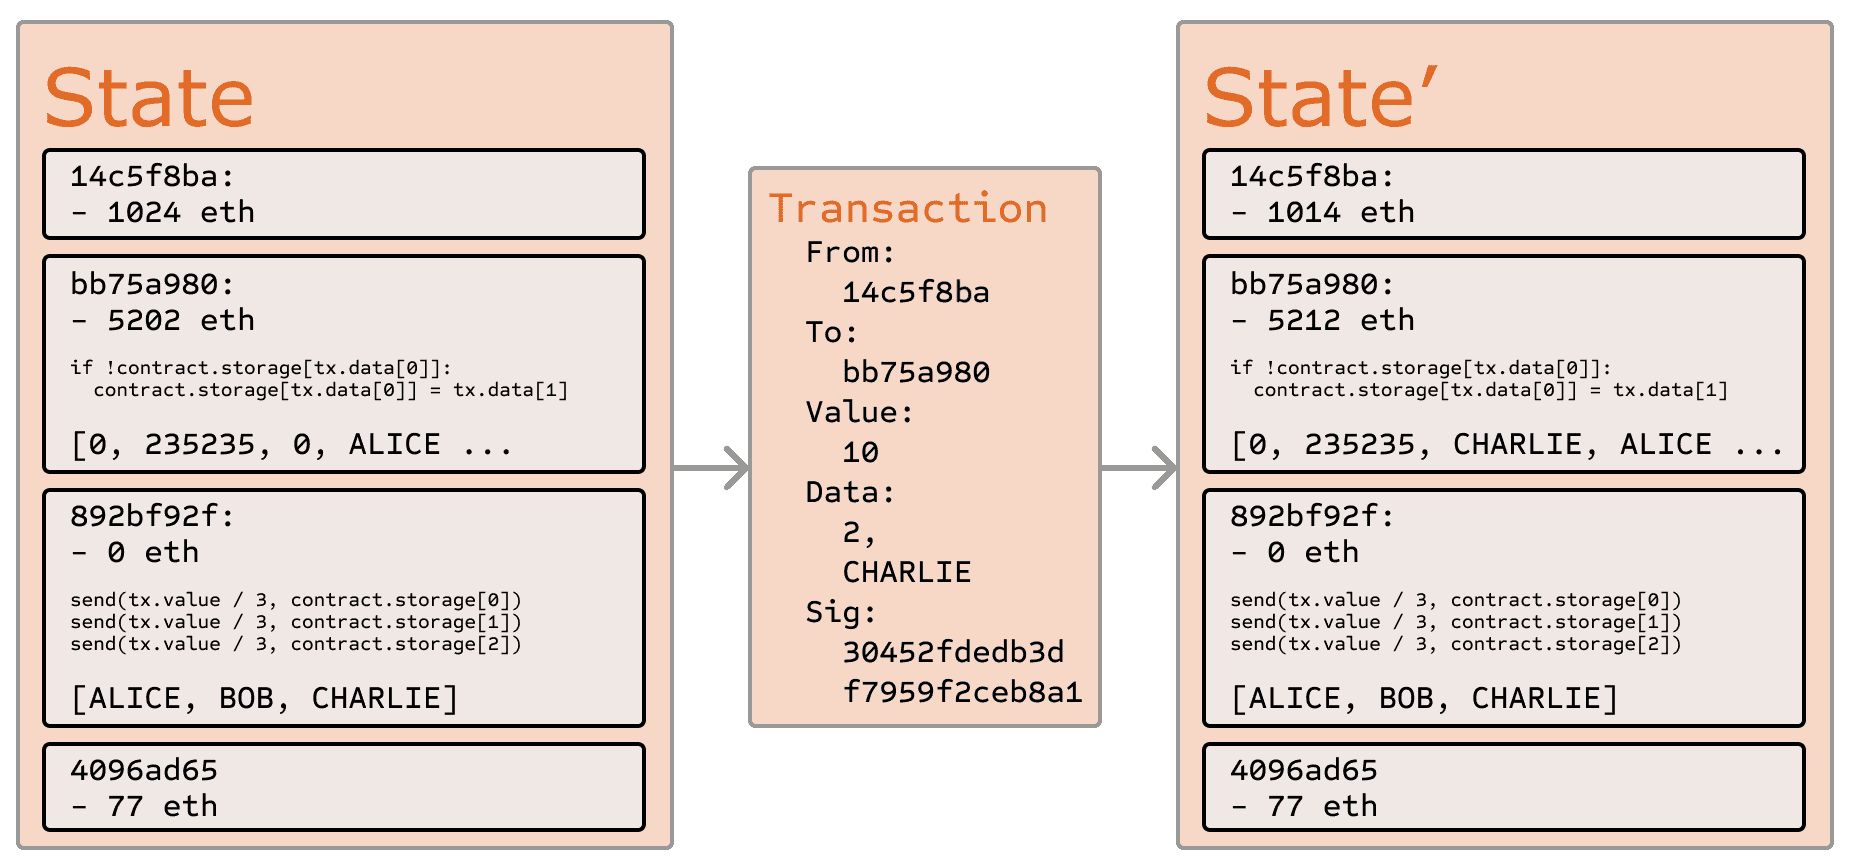 State
14c5f8ba:
- 1024 eth
bb75a980:
- 5202 eth
if !contract.storage[tx.data[0]]:
contract.storage[tx.data[0]] = tx.data[1]
[0, 235235, 0, ALICE ...
892bf92f:
- 0 eth
send(tx.value / 3, contract.storage[0])
send(tx.value / 3, contract.storage[1])
send(tx.value / 3, contract.storage[2])
[ALICE, BOB, CHARLIE]
4096ad65
- 77 eth
Transaction
From:
14c5f8ba
To:
bb75a980
Value:
10
Data:
2,
CHARLIE
Sig:
30452fdedb3d
f7959f2ceb8a1
State’
14c5f8ba:
- 1014 eth
bb75a980:
- 5212 eth
if !contract.storage[tx.data[0]]:
contract.storage[tx.data[0]] = tx.data[1]
[0, 235235, CHARLIE, ALICE ...
892bf92f:
- 0 eth
send(tx.value / 3, contract.storage[0])
send(tx.value / 3, contract.storage[1])
send(tx.value / 3, contract.storage[2])
[ALICE, BOB, CHARLIE]
4096ad65
- 77 eth